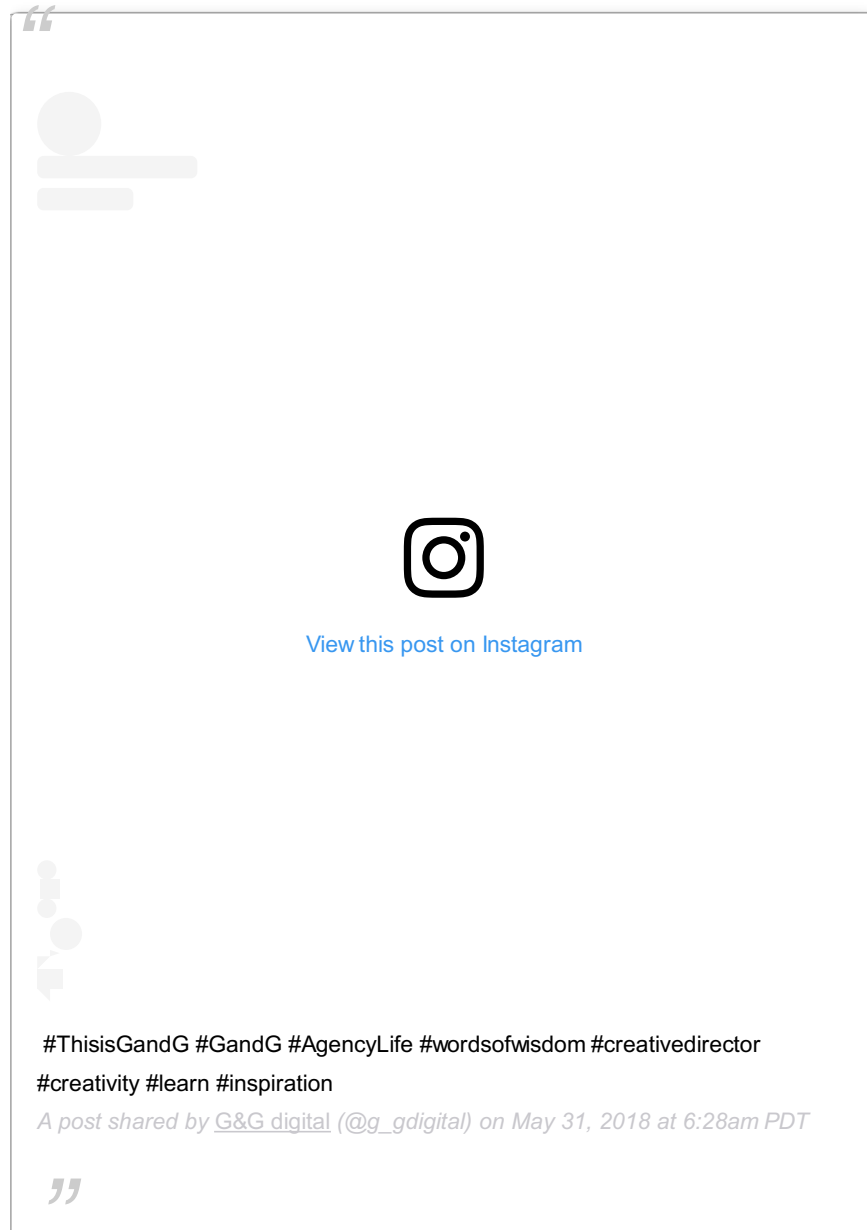 “
View this post on Instagram
#ThisisGandG #GandG #AgencyLife #wordsofwisdom #creativedirector
#creativity #learn #inspiration
A post shared by G&G digital (@g_gdigital) on May 31, 2018 at 6:28am PDT
”